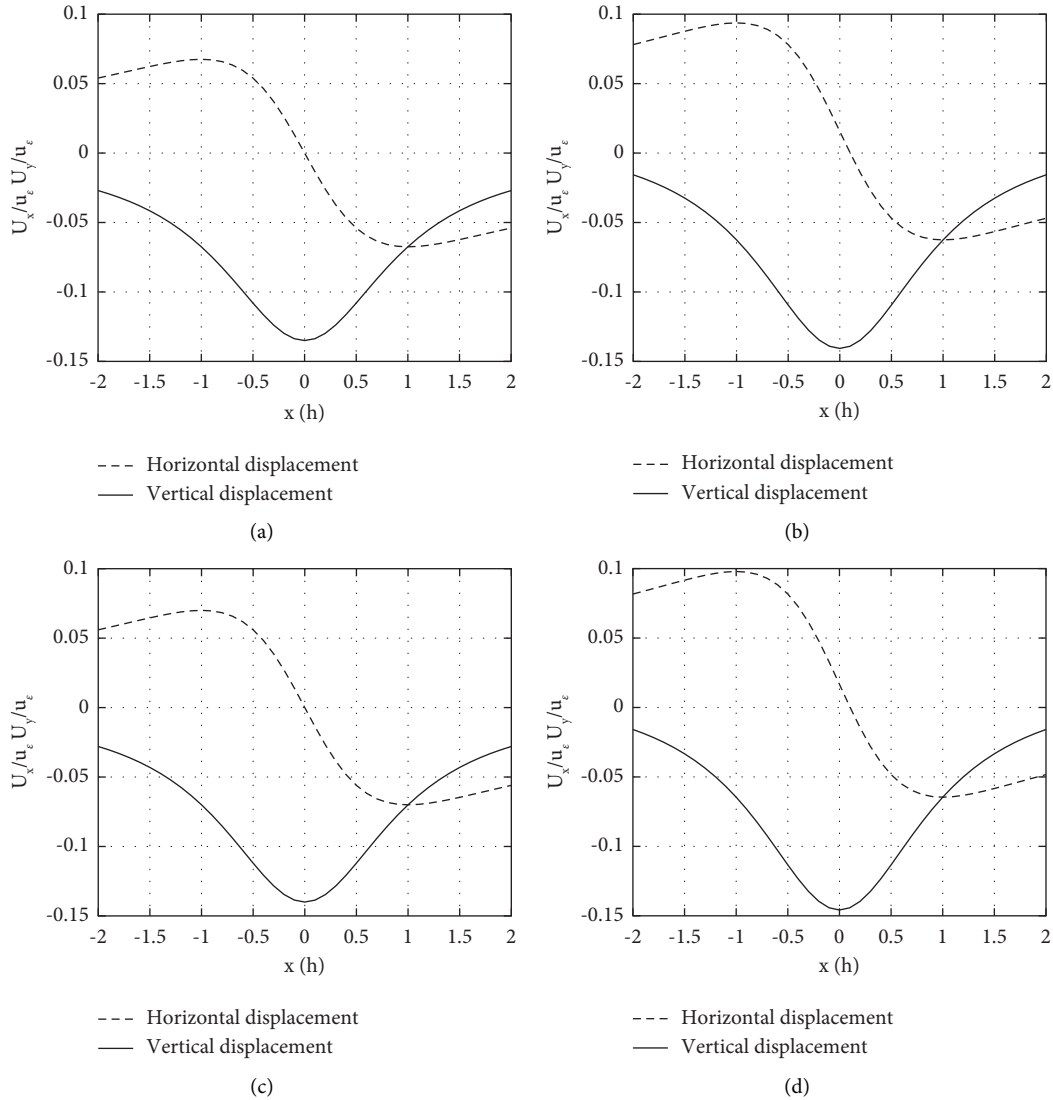 0.1
0.05
0
-0.05
-0.1
-0.15
U_x/u_ε U_y/u_ε
-2 -1.5 -1 -0.5 0 0.5 1 1.5 2
x (h)
Horizontal displacement
Vertical displacement
(a)
0.1
0.05
0
-0.05
-0.1
-0.15
U_x/u_ε U_y/u_ε
-2 -1.5 -1 -0.5 0 0.5 1 1.5 2
x (h)
Horizontal displacement
Vertical displacement
(b)
0.1
0.05
0
-0.05
-0.1
-0.15
U_x/u_ε U_y/u_ε
-2 -1.5 -1 -0.5 0 0.5 1 1.5 2
x (h)
Horizontal displacement
Vertical displacement
(c)
0.1
0.05
0
-0.05
-0.1
-0.15
U_x/u_ε U_y/u_ε
-2 -1.5 -1 -0.5 0 0.5 1 1.5 2
x (h)
Horizontal displacement
Vertical displacement
(d)